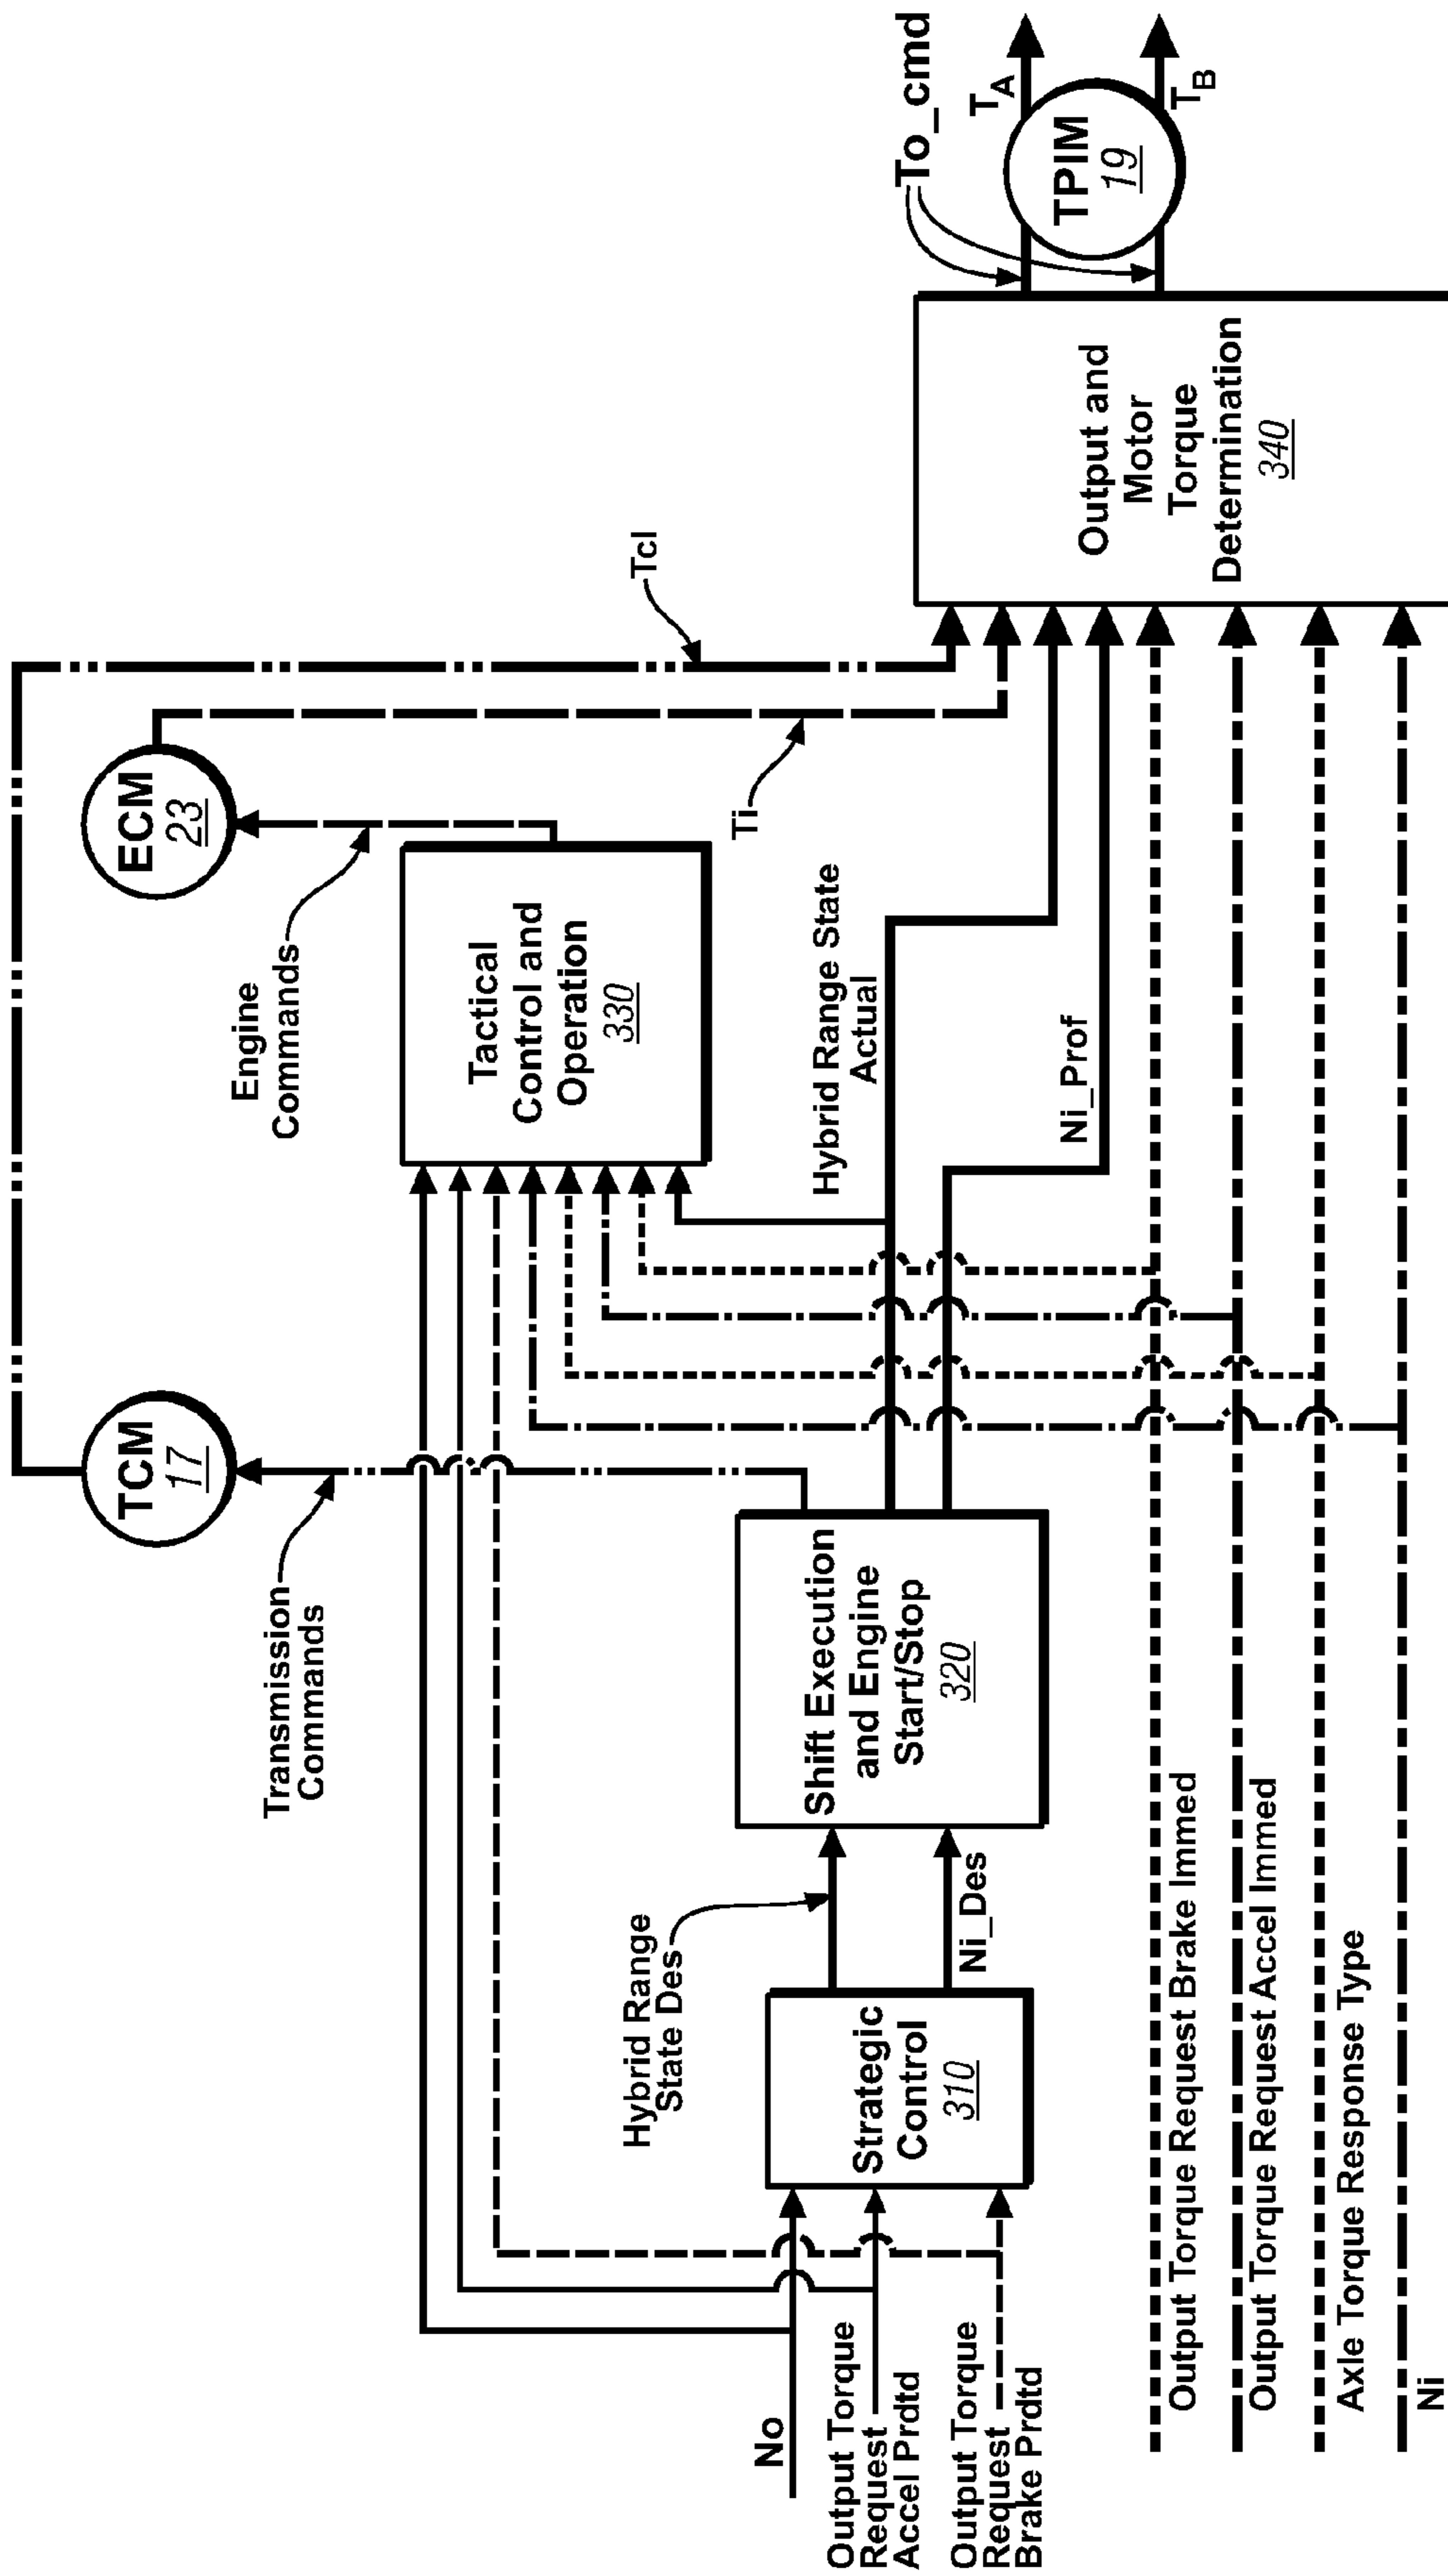 TCM
17
ECM
23
Transmission
Commands
Engine
Commands
Tcl
Ti
Tactical
Control and
Operation
330
Hybrid Range
State Des
Hybrid Range State
Actual
To_cmd
TPIM
19
T_A
T_B
No
Output Torque
Request
Accel Prdtd
Output Torque
Request
Brake Prdtd
Strategic
Control
310
Ni_Des
Shift Execution
and Engine
Start/Stop
320
Ni_Prof
Output and
Motor
Torque
Determination
340
Output Torque Request Brake Immed
Output Torque Request Accel Immed
Axle Torque Response Type
Ni